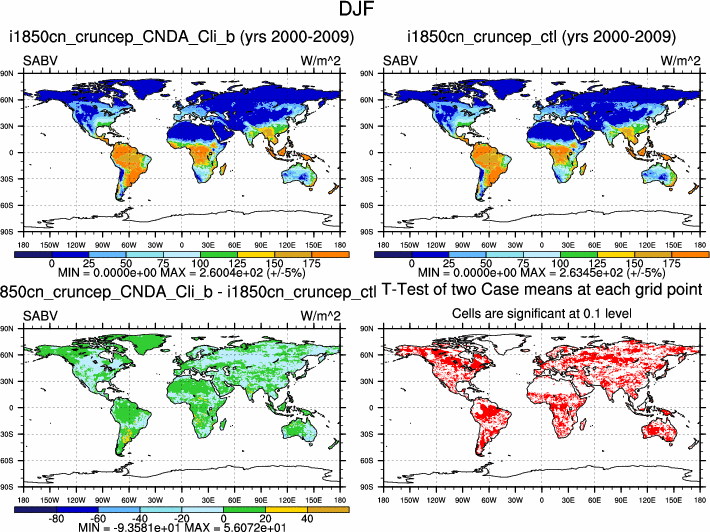 DJF
i1850cn_cruncep_CNDA_Cli_b (yrs 2000-2009)
i1850cn_cruncep_ctl (yrs 2000-2009)
SABV W/m^2
SABV W/m^2
90N
60N
30N
0
30S
60S
90S
90N
60N
30N
0
30S
60S
90S
180 150W 120W 90W 60W 30W 0 30E 60E 90E 120E 150E 180
180 150W 120W 90W 60W 30W 0 30E 60E 90E 120E 150E 180
0 25 50 75 100 125 150 175
0 25 50 75 100 125 150 175
MIN = 0.0000e+00 MAX = 2.6004e+02 (+/-5%)
MIN = 0.0000e+00 MAX = 2.6345e+02 (+/-5%)
850cn_cruncep_CNDA_Cli_b - i1850cn_cruncep_ctl
T-Test of two Case means at each grid point
SABV W/m^2
Cells are significant at 0.1 level
90N
60N
30N
0
30S
60S
90S
90N
60N
30N
0
30S
60S
90S
180 150W 120W 90W 60W 30W 0 30E 60E 90E 120E 150E 180
180 150W 120W 90W 60W 30W 0 30E 60E 90E 120E 150E 180
-80 -60 -40 -20 0 20 40
MIN = -9.3581e+01 MAX = 5.6072e+01